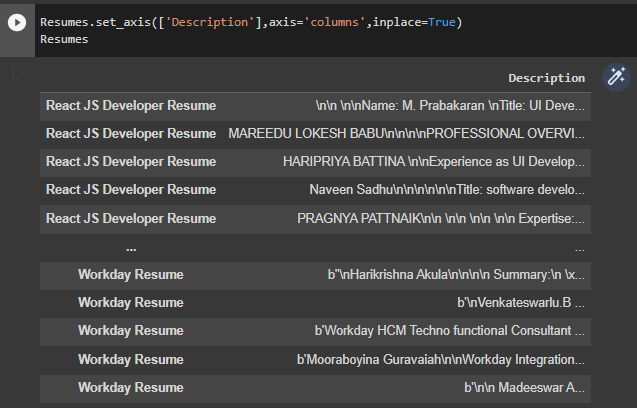 Resumes.set_axis(['Description'],axis='columns',inplace=True)
Resumes
Description
React JS Developer Resume \n\n \n\nName: M. Prabakaran \nTitle: UI Deve...
React JS Developer Resume MAREEDU LOKESH BABU\n\n\n\nPROFESSIONAL OVERVI...
React JS Developer Resume HARIPRIYA BATTINA \n\nExperience as UI Develop...
React JS Developer Resume Naveen Sadhu\n\n\n\n\n\nTitle: software develo...
React JS Developer Resume PRAGNYA PATTNAIK\n\n \n\n \n\n \n\n Expertise:...
... ...
Workday Resume b"\nHarikrishna Akula\n\n\n\n Summary:\n \x...
Workday Resume b'\nVenkateswarlu.B ...
Workday Resume b'Workday HCM Techno functional Consultant ...
Workday Resume b'Mooraboyina Guravaiah\n\nWorkday Integration...
Workday Resume b'\n\n Madeeswar A...